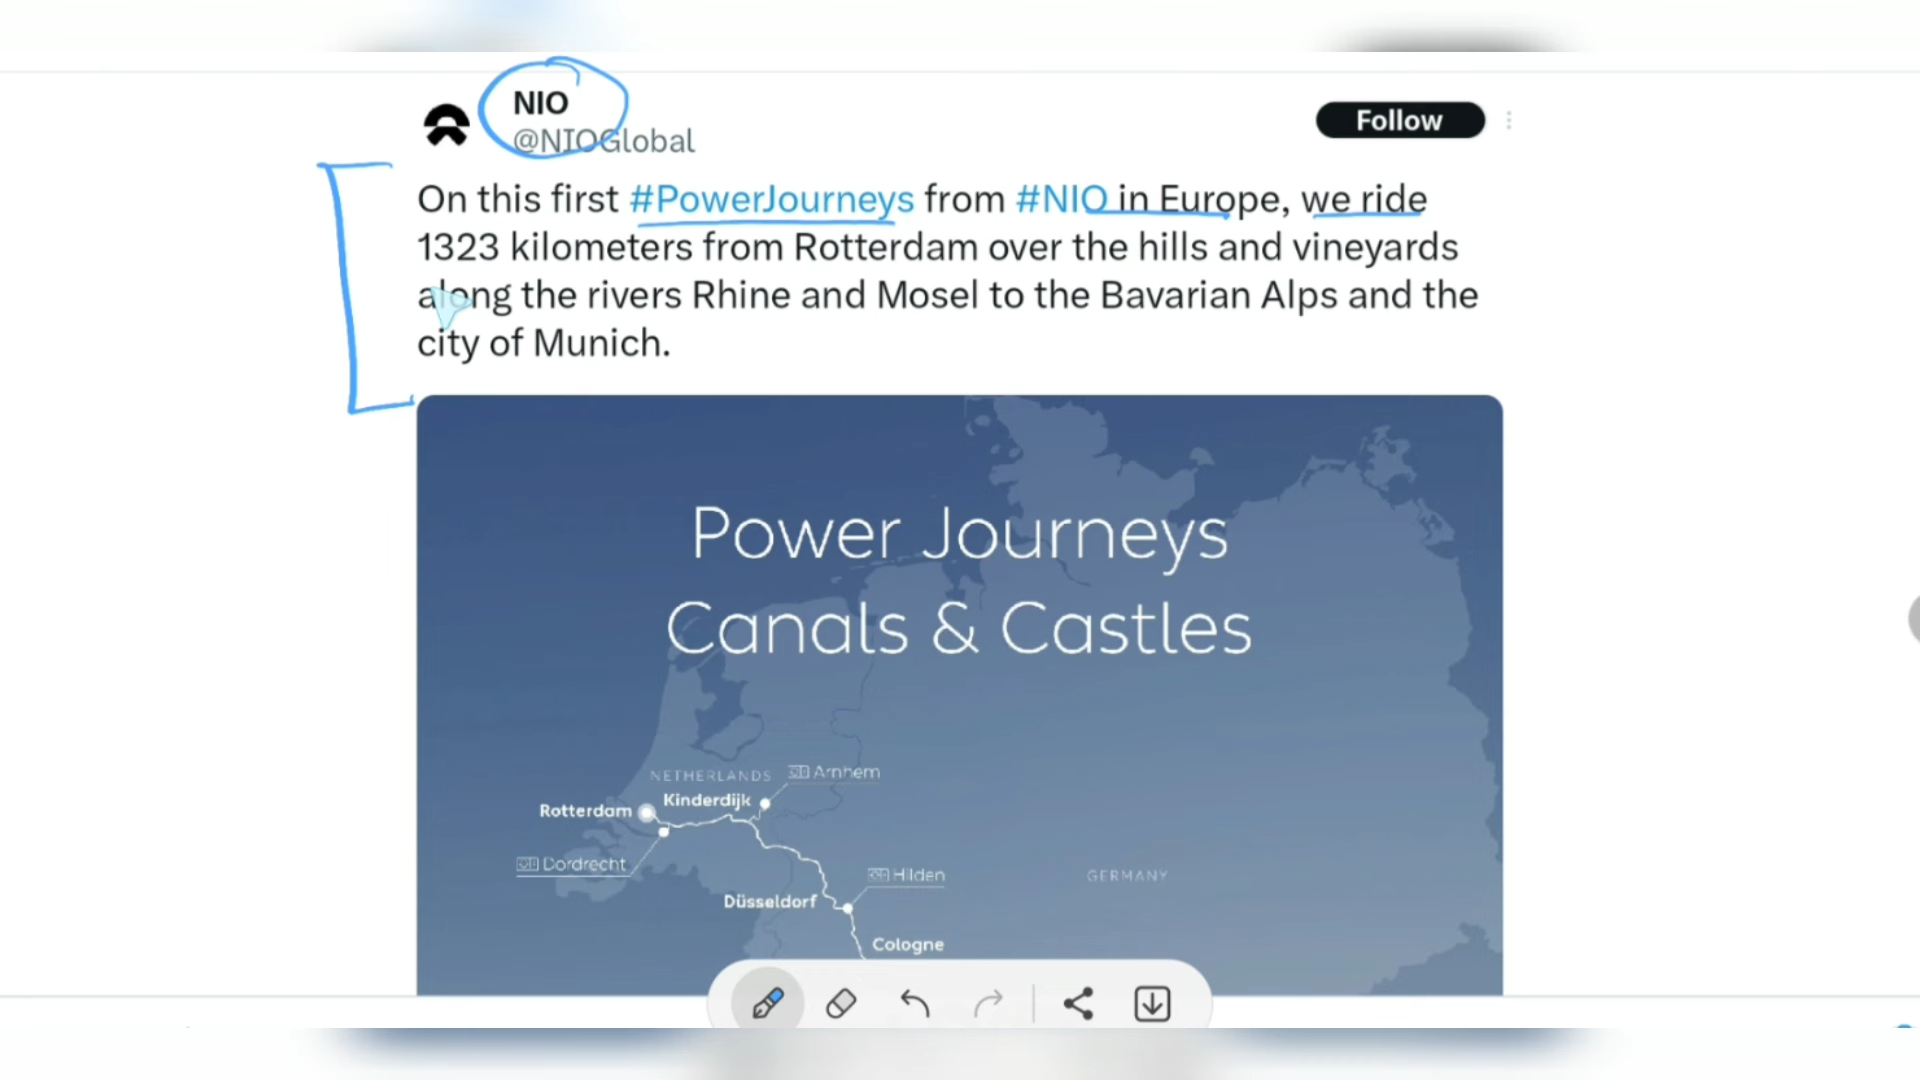 NIO
@NIOGlobal
Follow
On this first #PowerJourneys from #NIO in Europe, we ride
1323 kilometers from Rotterdam over the hills and vineyards
along the rivers Rhine and Mosel to the Bavarian Alps and the
city of Munich.
Power Journeys
Canals & Castles
NETHERLANDS
Arnhem
Kinderdijk
Rotterdam
Dordrecht
Hilden
GERMANY
Düsseldorf
Cologne